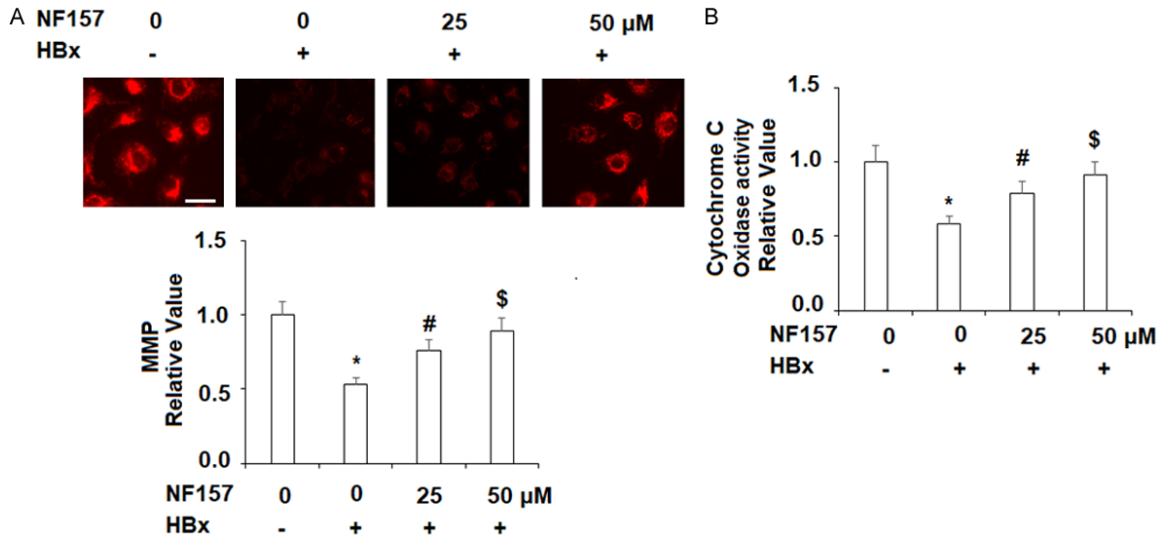 A
NF157 0 0 25 50 µM
HBx - + + +
MMP
Relative Value
1.5
1.0
0.5
0.0
* # $
NF157 0 0 25 50 µM
HBx - + + +
B
Cytochrome C
Oxidase activity
Relative Value
1.5
1.0
0.5
0.0
* # $
NF157 0 0 25 50 µM
HBx - + + +